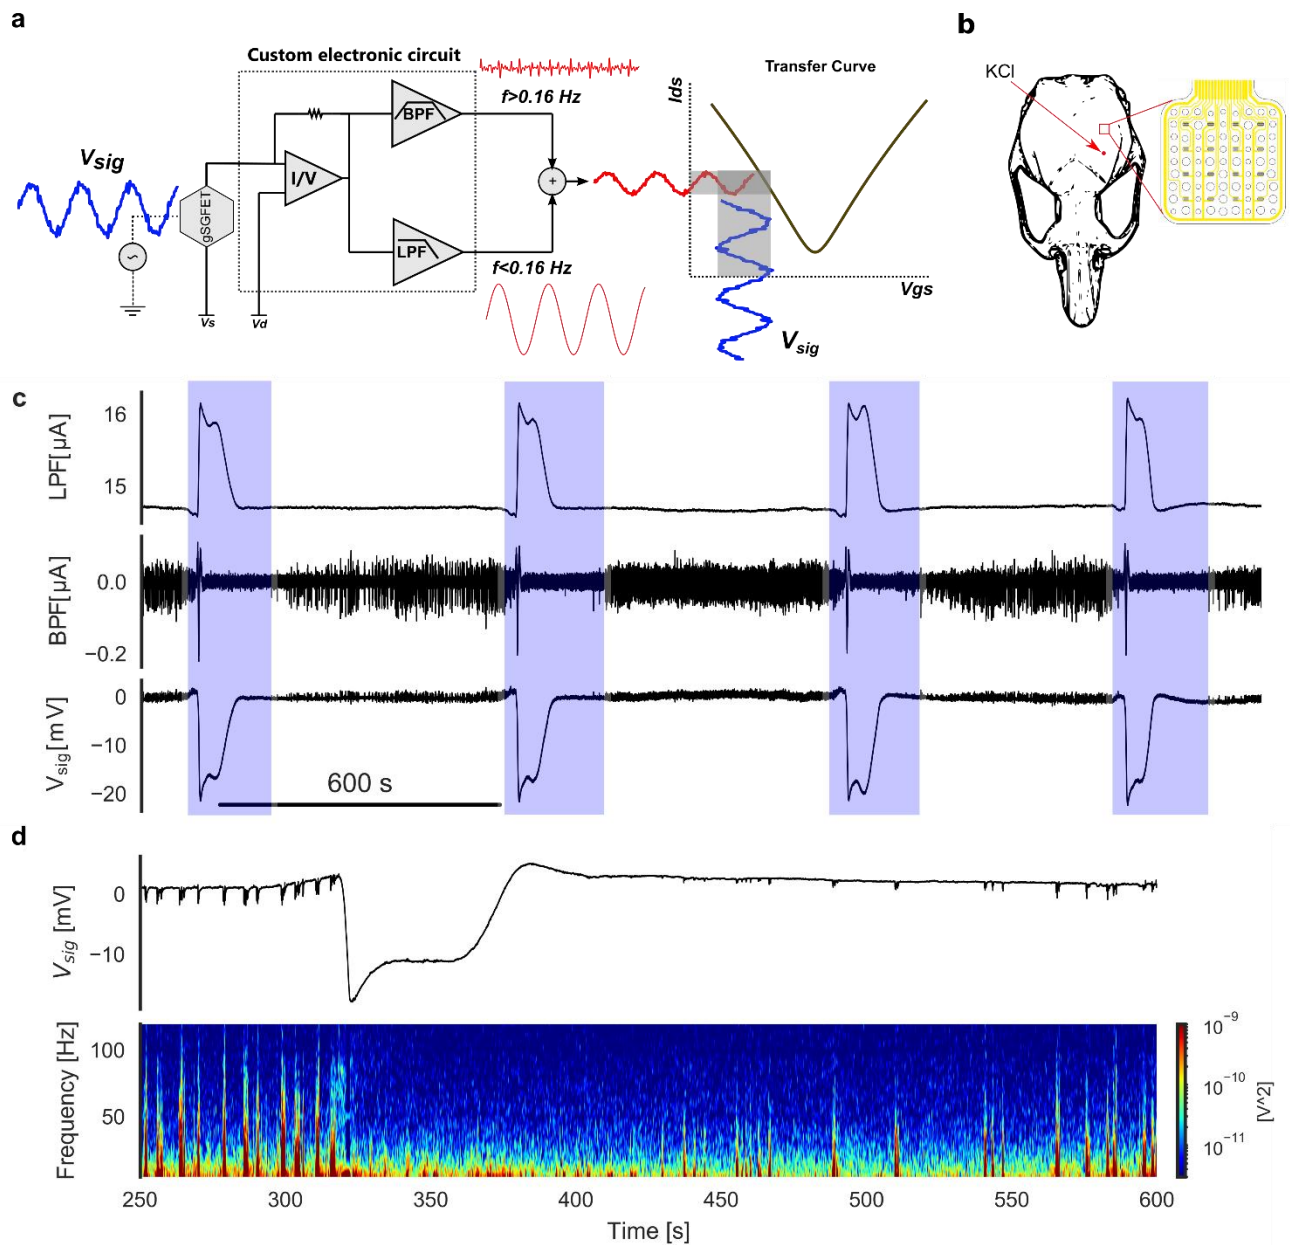 a
Custom electronic circuit
BPF
f>0.16 Hz
Vsig
gSGFET
I/V
+
LPF
f<0.16 Hz
Vs
Vd
Transfer Curve
Ids
Vgs
Vsig
b
KCl
c
LPF[µA]
16
15
BPF[µA]
0.0
−0.2
Vsig[mV]
0
−10
−20
600 s
d
Vsig [mV]
0
−10
Frequency [Hz]
100
50
10⁻⁹
10⁻¹⁰
10⁻¹¹
[V^2]
250 300 350 400 450 500 550 600
Time [s]